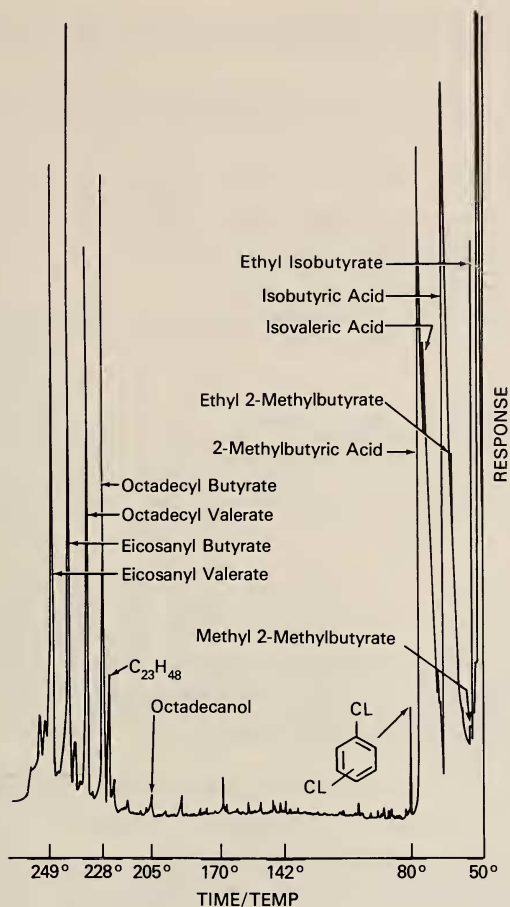 Ethyl Isobutyrate
Isobutyric Acid
Isovaleric Acid
Ethyl 2-Methylbutyrate
2-Methylbutyric Acid
RESPONSE
Octadecyl Butyrate
Octadecyl Valerate
Eicosanyl Butyrate
Eicosanyl Valerate
Methyl 2-Methylbutyrate
C₂₃H₄₈
Octadecanol
CL
CL
249° 228° 205° 170° 142° 80° 50°
TIME/TEMP